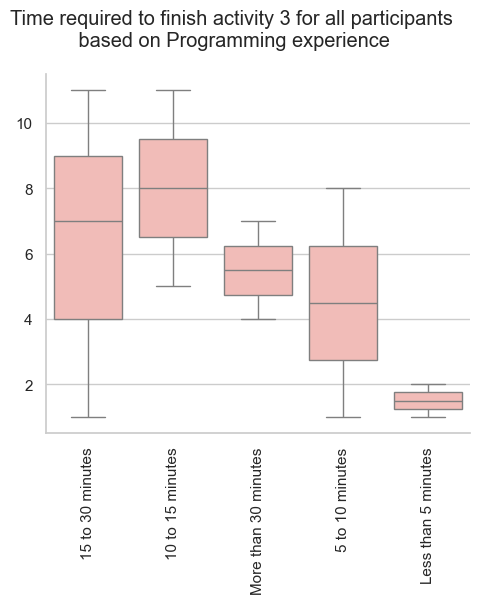 Time required to finish activity 3 for all participants
based on Programming experience
10
8
6
4
2
15 to 30 minutes
10 to 15 minutes
More than 30 minutes
5 to 10 minutes
Less than 5 minutes